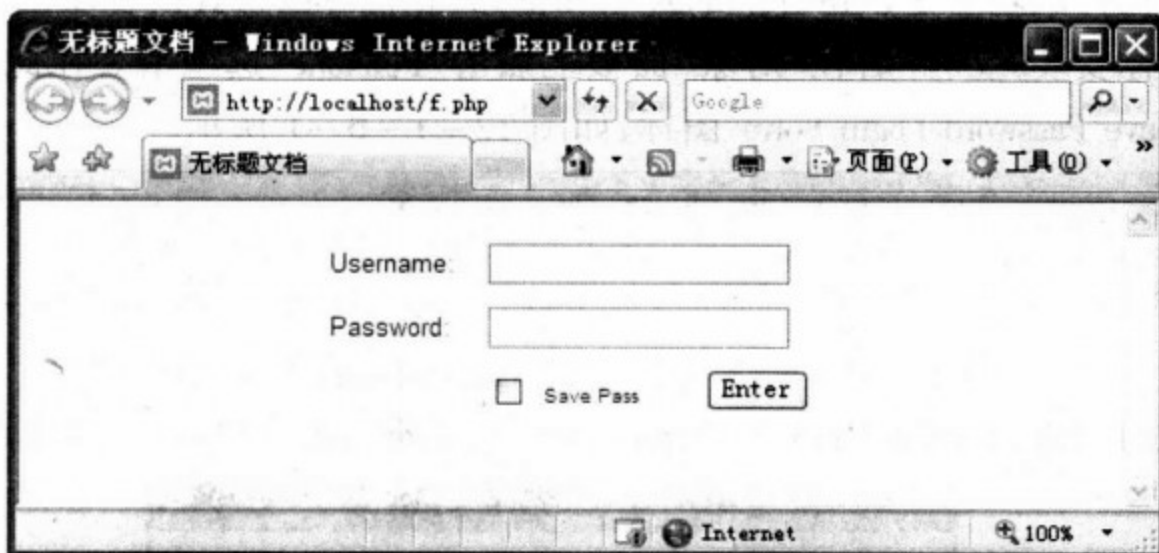 无标题文档 - Windows Internet Explorer
http://localhost/f.php
Google
无标题文档
页面(P)
工具(O)
»
Username:
Password:
Save Pass
Enter
Internet
100%